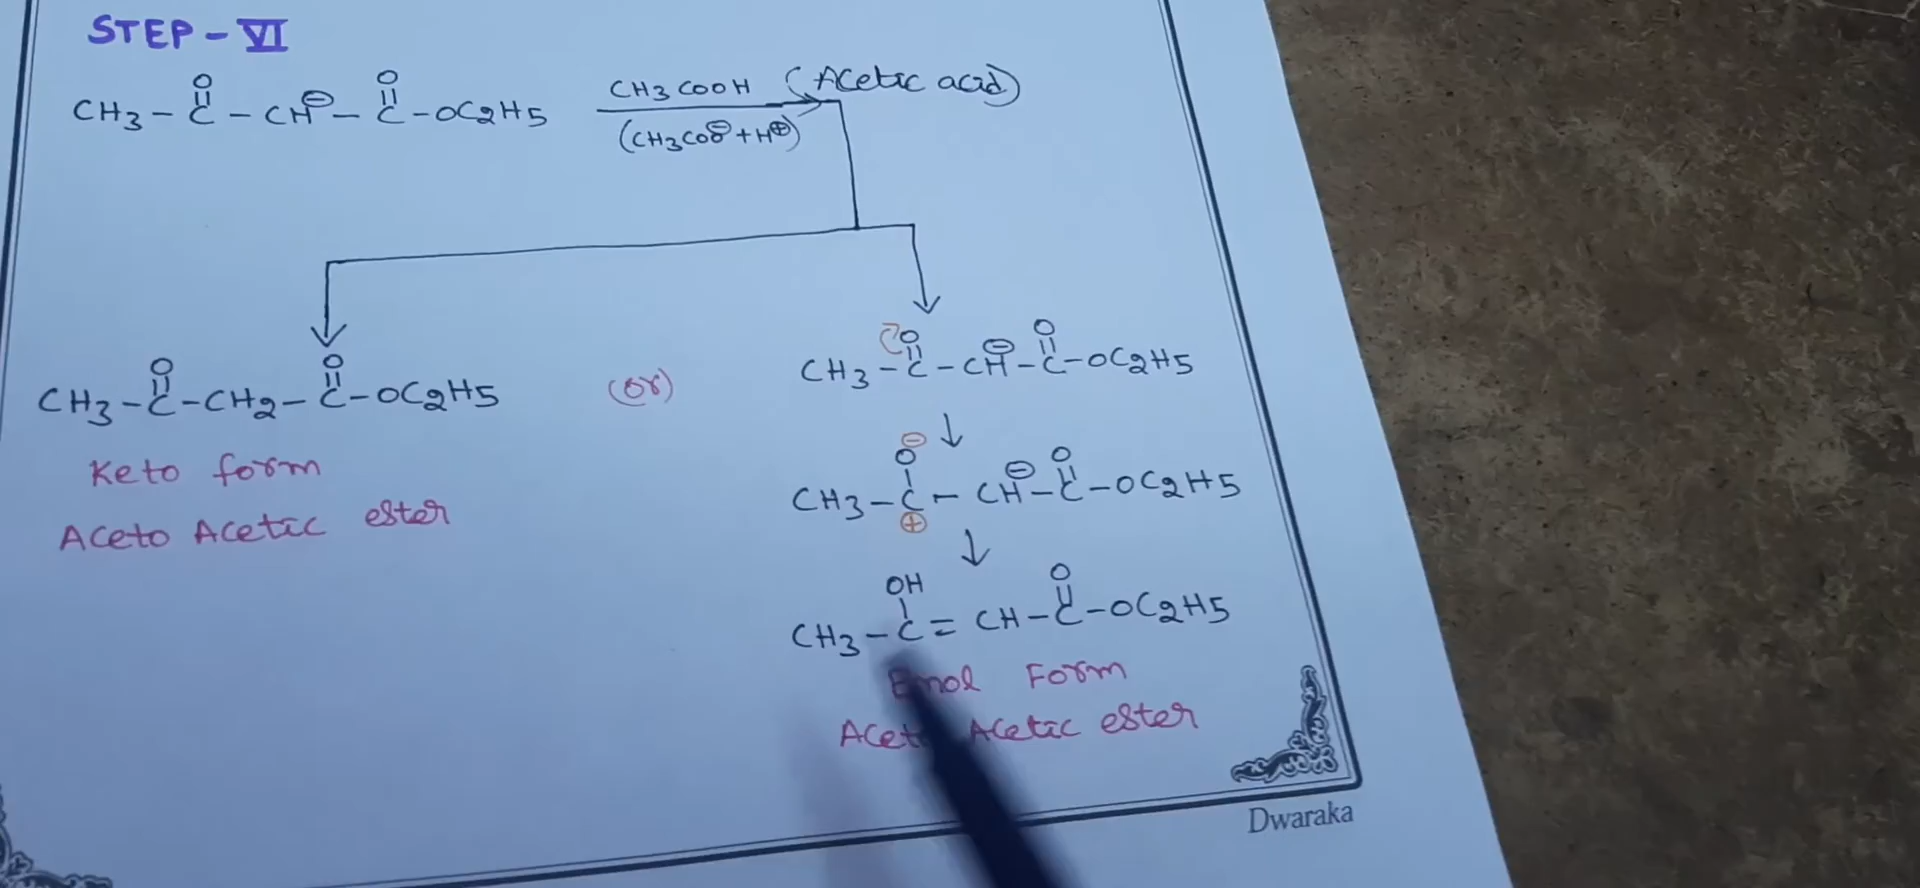 STEP - VI
O O
CH3 - C - CH⊖ - C - OC2H5
CH3COOH (Acetic acid)
(CH3COO⊖ + H⊕)
O O
CH3 - C - CH2 - C - OC2H5
Keto form
Aceto Acetic ester
(or)
O ⊖ O
CH3 - C - CH - C - OC2H5
⊖
O ⊖ O
CH3 - C - CH - C - OC2H5
⊕
OH O
CH3 - C = CH - C - OC2H5
Enol Form
Acetic ester
Dwaraka